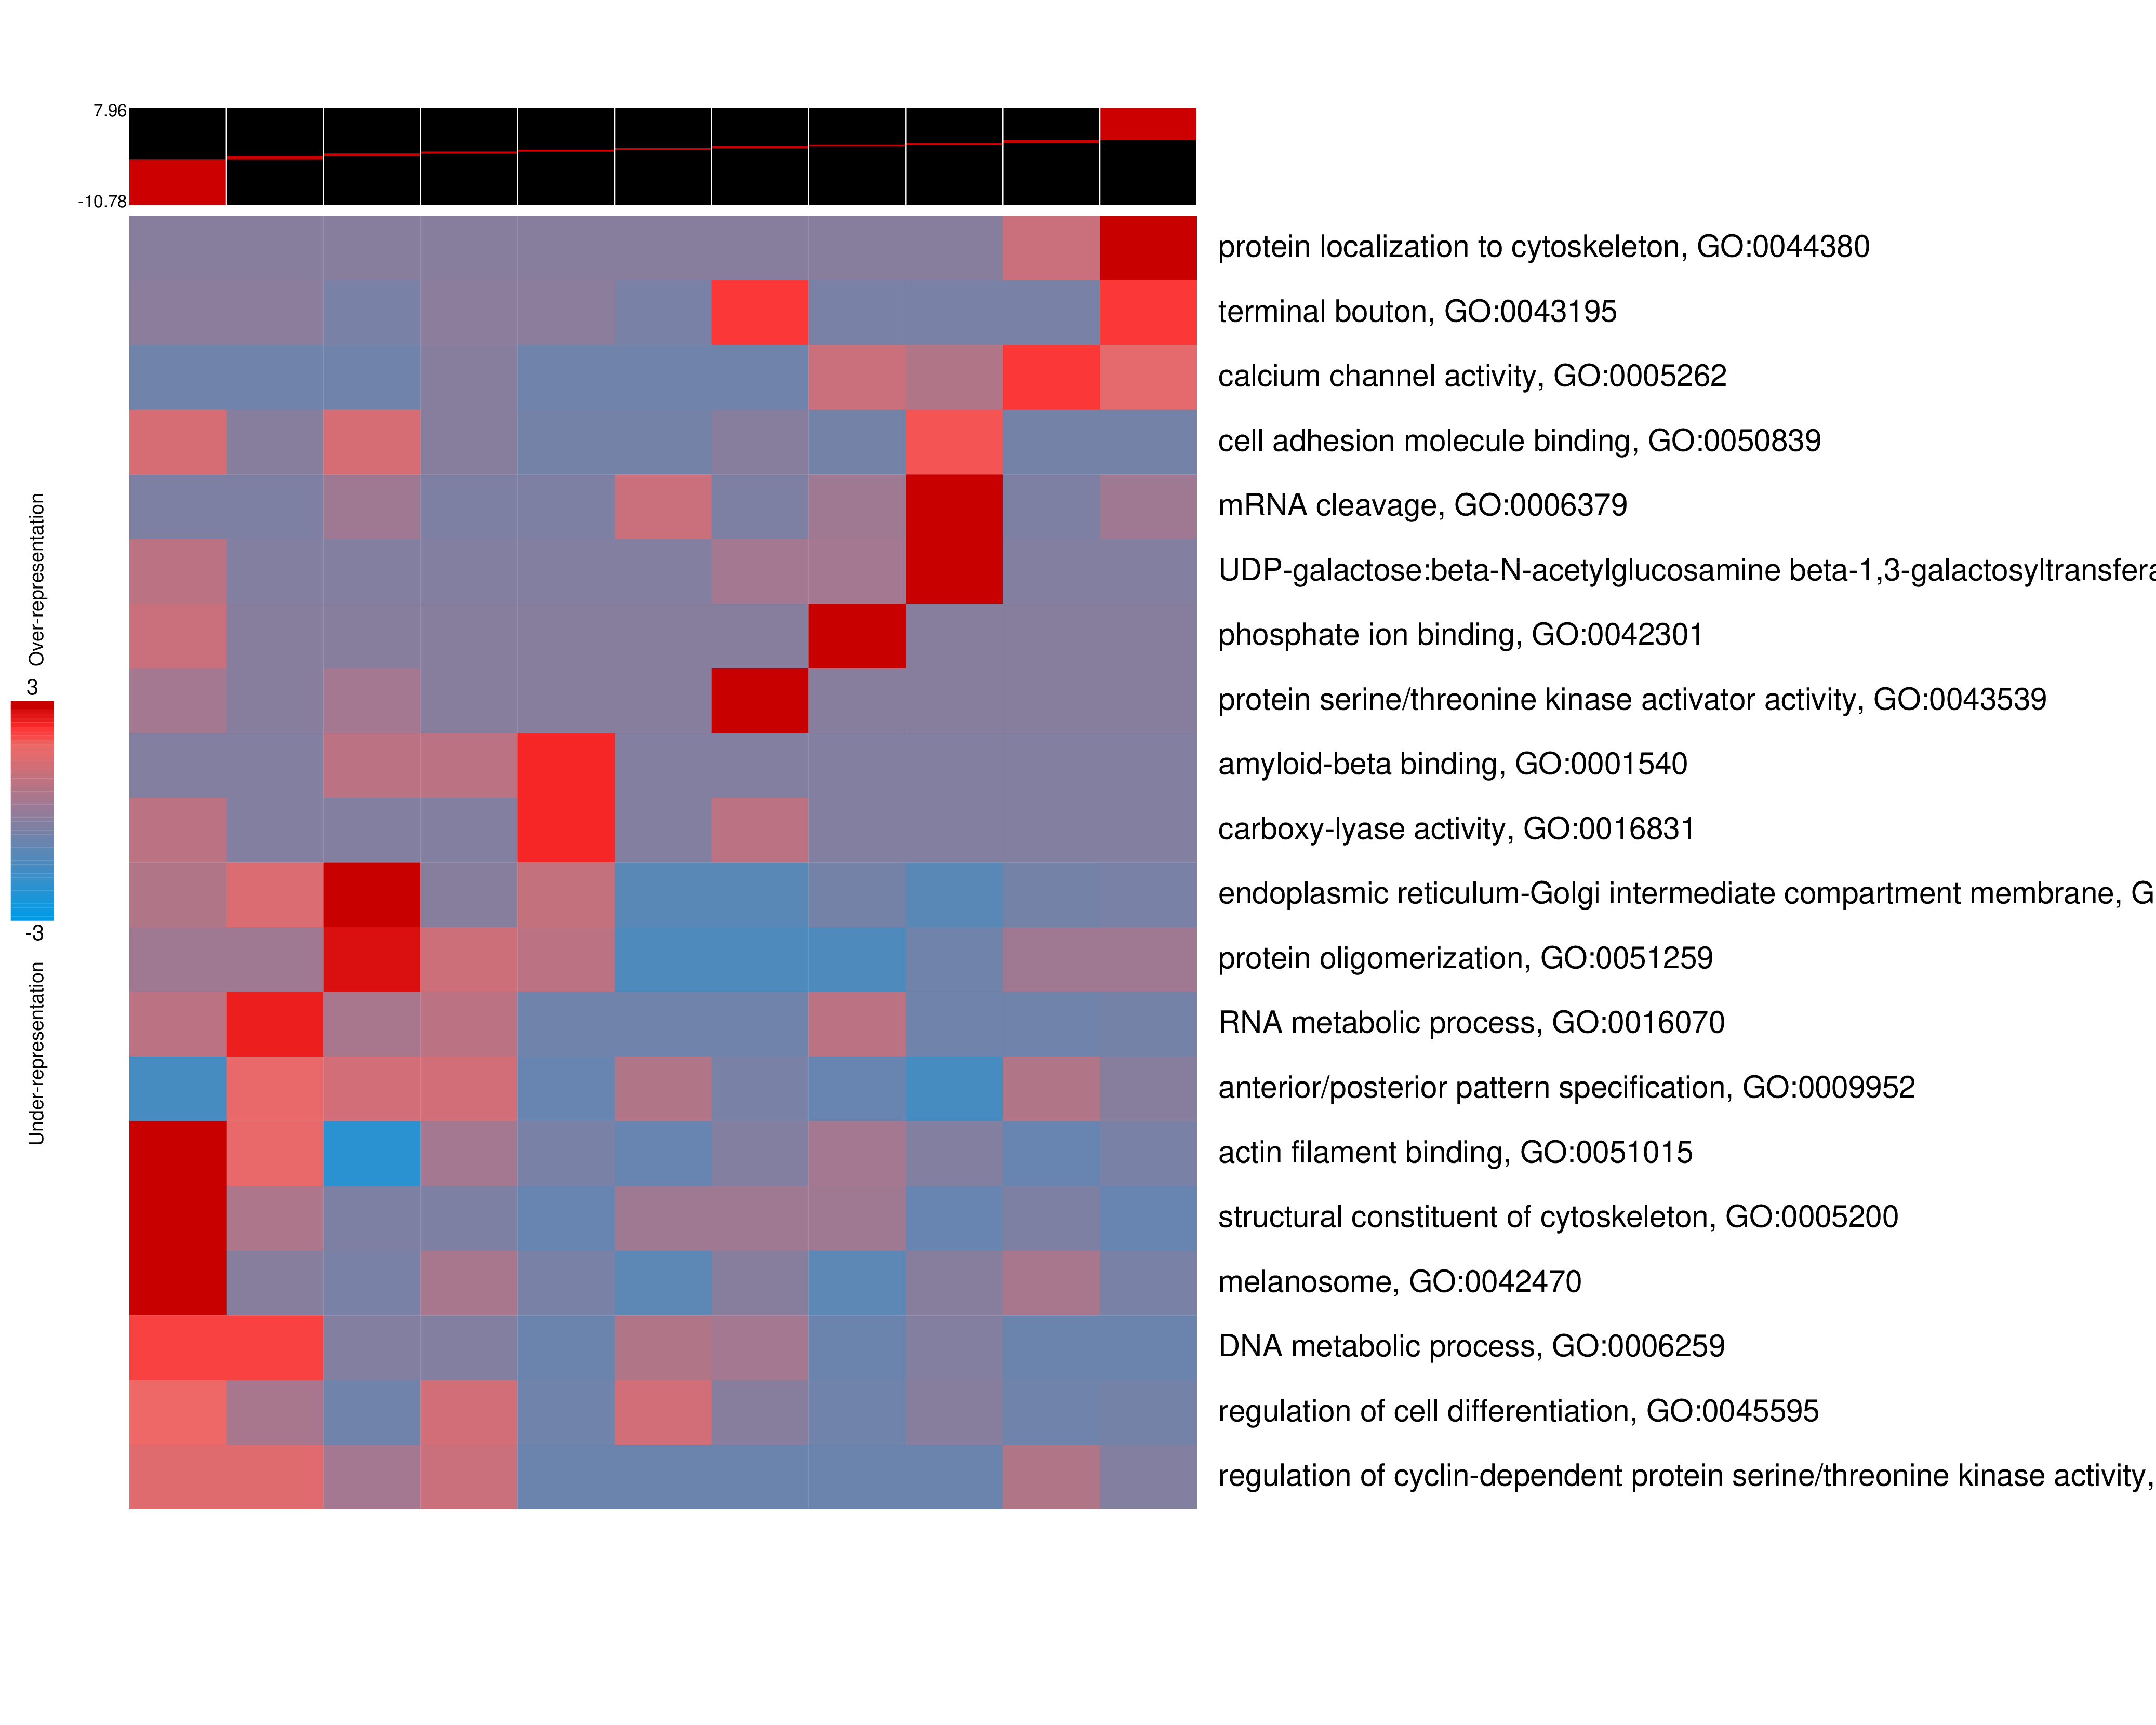 7.96
-10.78
protein localization to cytoskeleton, GO:0044380
terminal bouton, GO:0043195
calcium channel activity, GO:0005262
cell adhesion molecule binding, GO:0050839
mRNA cleavage, GO:0006379
UDP-galactose:beta-N-acetylglucosamine beta-1,3-galactosyltransfera
phosphate ion binding, GO:0042301
protein serine/threonine kinase activator activity, GO:0043539
amyloid-beta binding, GO:0001540
carboxy-lyase activity, GO:0016831
endoplasmic reticulum-Golgi intermediate compartment membrane, G
protein oligomerization, GO:0051259
RNA metabolic process, GO:0016070
anterior/posterior pattern specification, GO:0009952
actin filament binding, GO:0051015
structural constituent of cytoskeleton, GO:0005200
melanosome, GO:0042470
DNA metabolic process, GO:0006259
regulation of cell differentiation, GO:0045595
regulation of cyclin-dependent protein serine/threonine kinase activity,
Over-representation
3
-3
Under-representation